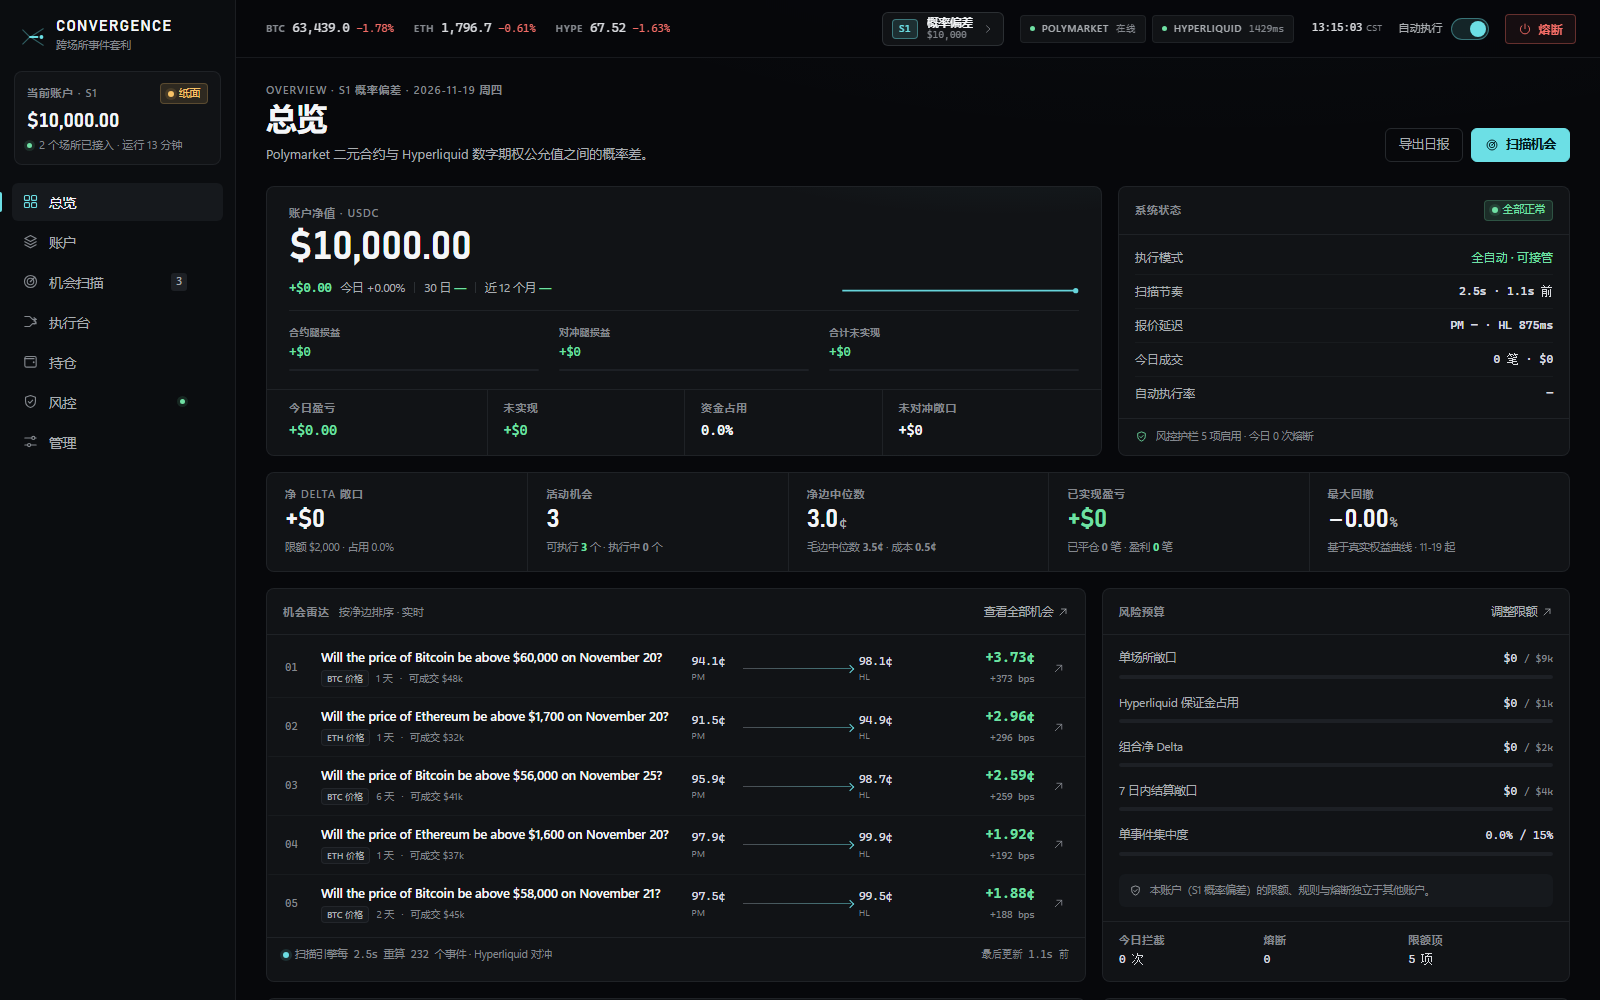 CONVERGENCE
跨场所事件套利
BTC 63,439.0 −1.78% ETH 1,796.7 −0.61% HYPE 67.52 −1.63%
S1 概率偏差 $10,000
POLYMARKET 在线
HYPERLIQUID 1429ms
13:15:03 CST
自动执行
熔断
当前账户 · S1
纸面
$10,000.00
2 个场所已接入 · 运行 13 分钟
总览
账户
机会扫描 3
执行台
持仓
风控
管理
OVERVIEW · S1 概率偏差 · 2026-11-19 周四
总览
Polymarket 二元合约与 Hyperliquid 数字期权公允值之间的概率差。
导出日报
扫描机会
账户净值 · USDC
$10,000.00
+$0.00 今日 +0.00% 30 日 — 近 12 个月 —
合约腿损益
+$0
对冲腿损益
+$0
合计未实现
+$0
今日盈亏
+$0.00
未实现
+$0
资金占用
0.0%
未对冲敞口
+$0
系统状态
全部正常
执行模式 全自动 · 可接管
扫描节奏 2.5s · 1.1s 前
报价延迟 PM — · HL 875ms
今日成交 0 笔 · $0
自动执行率 —
风控护栏 5 项启用 · 今日 0 次熔断
净 DELTA 敞口
+$0
限额 $2,000 · 占用 0.0%
活动机会
3
可执行 3 个 · 执行中 0 个
净边中位数
3.0¢
毛边中位数 3.5¢ · 成本 0.5¢
已实现盈亏
+$0
已平仓 0 笔 · 盈利 0 笔
最大回撤
−0.00%
基于真实权益曲线 · 11-19 起
机会雷达 按净边排序 · 实时
查看全部机会
01 Will the price of Bitcoin be above $60,000 on November 20? 94.1¢ 98.1¢ +3.73¢
BTC 价格 1 天 · 可成交 $48k PM HL +373 bps
02 Will the price of Ethereum be above $1,700 on November 20? 91.5¢ 94.9¢ +2.96¢
ETH 价格 1 天 · 可成交 $32k PM HL +296 bps
03 Will the price of Bitcoin be above $56,000 on November 25? 95.9¢ 98.7¢ +2.59¢
BTC 价格 6 天 · 可成交 $41k PM HL +259 bps
04 Will the price of Ethereum be above $1,600 on November 20? 97.9¢ 99.9¢ +1.92¢
ETH 价格 1 天 · 可成交 $37k PM HL +192 bps
05 Will the price of Bitcoin be above $58,000 on November 21? 97.5¢ 99.5¢ +1.88¢
BTC 价格 2 天 · 可成交 $45k PM HL +188 bps
扫描引擎每 2.5s 重算 232 个事件 · Hyperliquid 对冲
最后更新 1.1s 前
风险预算
调整限额
单场所敞口 $0 / $9k
Hyperliquid 保证金占用 $0 / $1k
组合净 Delta $0 / $2k
7 日内结算敞口 $0 / $4k
单事件集中度 0.0% / 15%
本账户（S1 概率偏差）的限额、规则与熔断独立于其他账户。
今日拦截
0 次
熔断
0
限额项
5 项